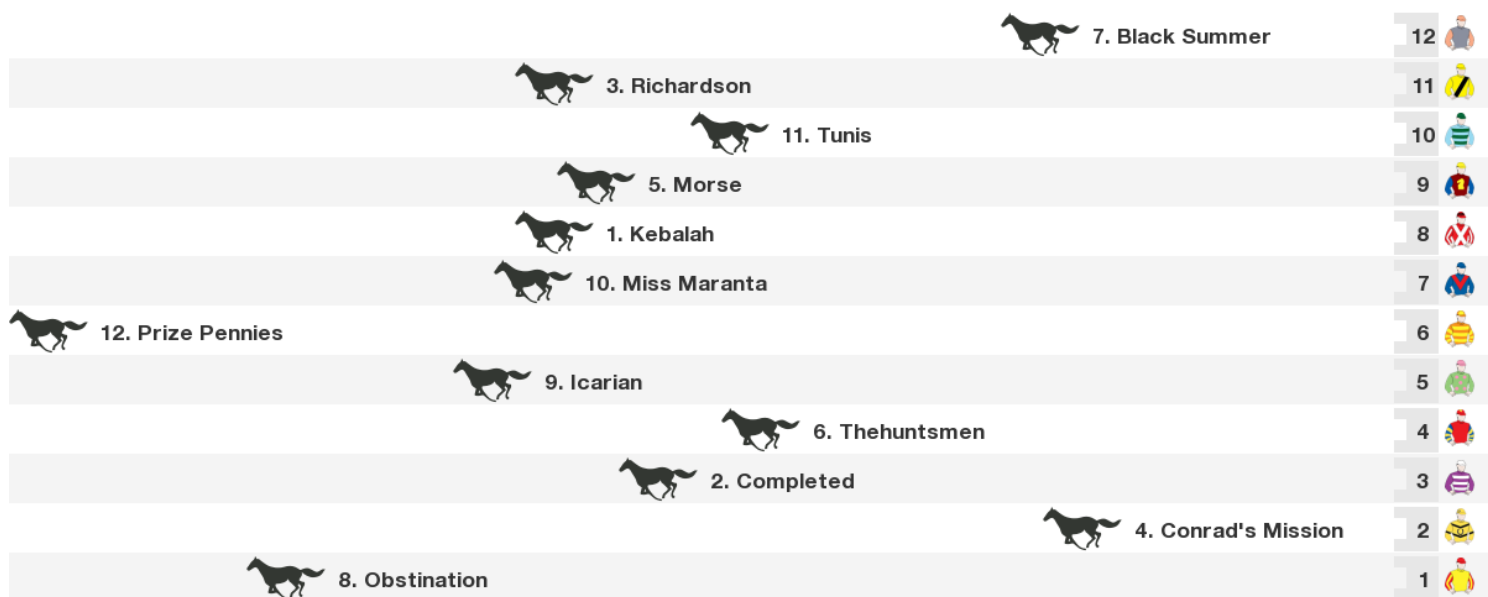 7. Black Summer 12
3. Richardson 11
11. Tunis 10
5. Morse 9
1. Kebalah 8
10. Miss Maranta 7
12. Prize Pennies 6
9. Icarian 5
6. Thehuntsmen 4
2. Completed 3
4. Conrad's Mission 2
8. Obstination 1